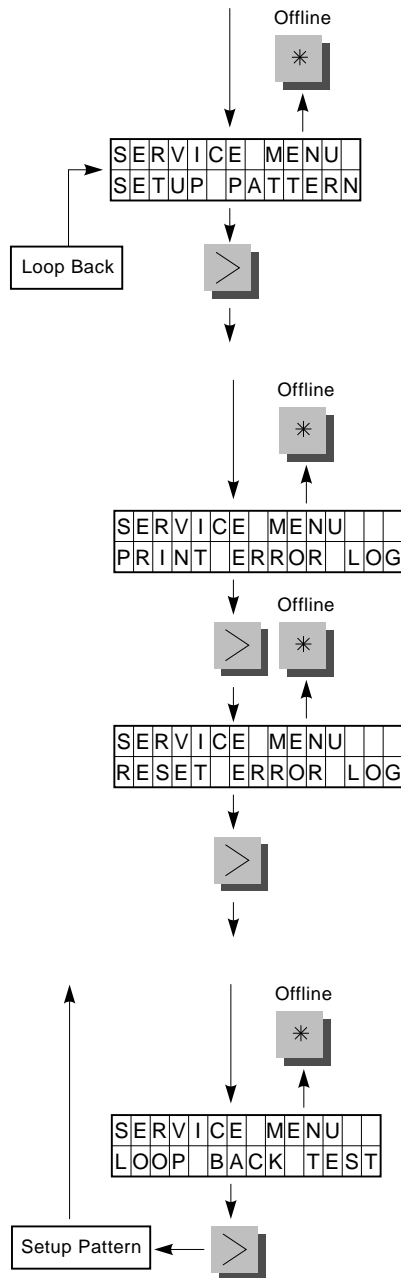 Offline
*
SERVICE MENU
SETUP PATTERN
Loop Back
>
Offline
*
SERVICE MENU
PRINT ERROR LOG
Offline
> *
SERVICE MENU
RESET ERROR LOG
>
Offline
*
SERVICE MENU
LOOP BACK TEST
Setup Pattern
>